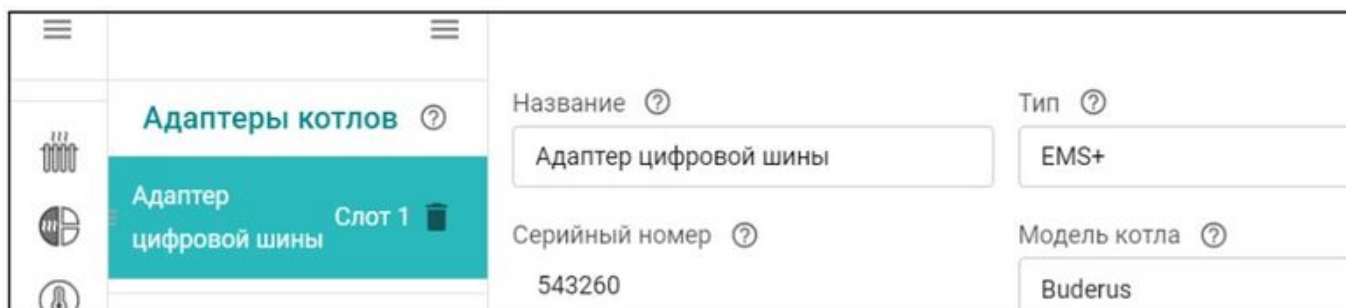 Адаптеры котлов
Адаптер
цифровой шины
Слот 1
Название
Тип
Адаптер цифровой шины
EMS+
Серийный номер
Модель котла
543260
Buderus